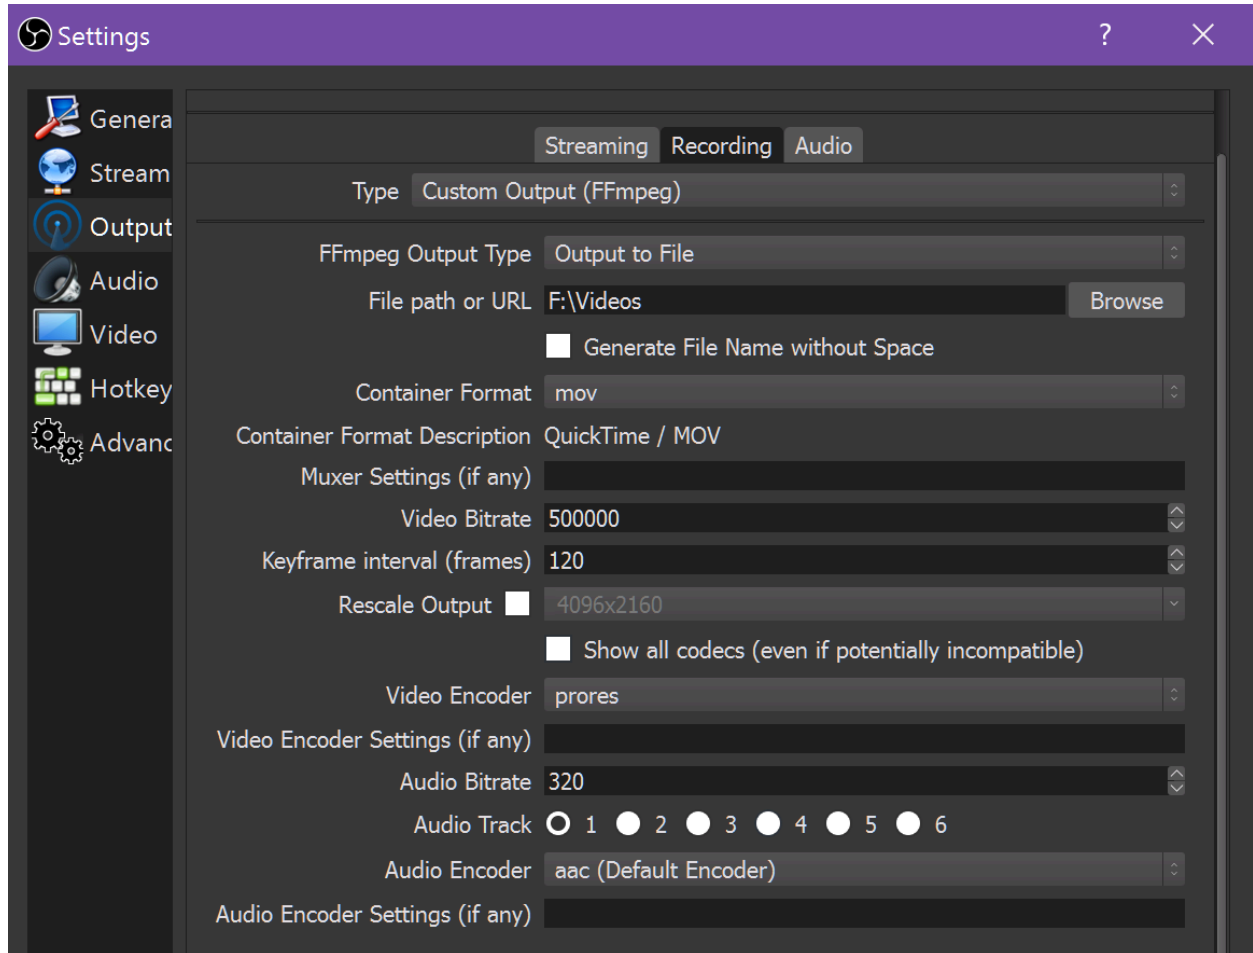 Settings
?
Genera
Stream
Output
Audio
Video
Hotkey
Advanc
Streaming Recording Audio
Type Custom Output (FFmpeg)
FFmpeg Output Type Output to File
File path or URL F:\Videos Browse
Generate File Name without Space
Container Format mov
Container Format Description QuickTime / MOV
Muxer Settings (if any)
Video Bitrate 500000
Keyframe interval (frames) 120
Rescale Output 4096x2160
Show all codecs (even if potentially incompatible)
Video Encoder prores
Video Encoder Settings (if any)
Audio Bitrate 320
Audio Track 1 2 3 4 5 6
Audio Encoder aac (Default Encoder)
Audio Encoder Settings (if any)